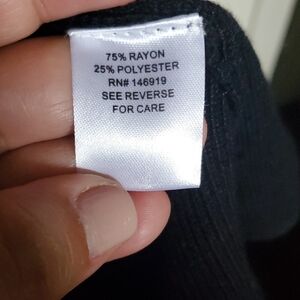 75% RAYON
25% POLYESTER
RN# 146919
SEE REVERSE
FOR CARE